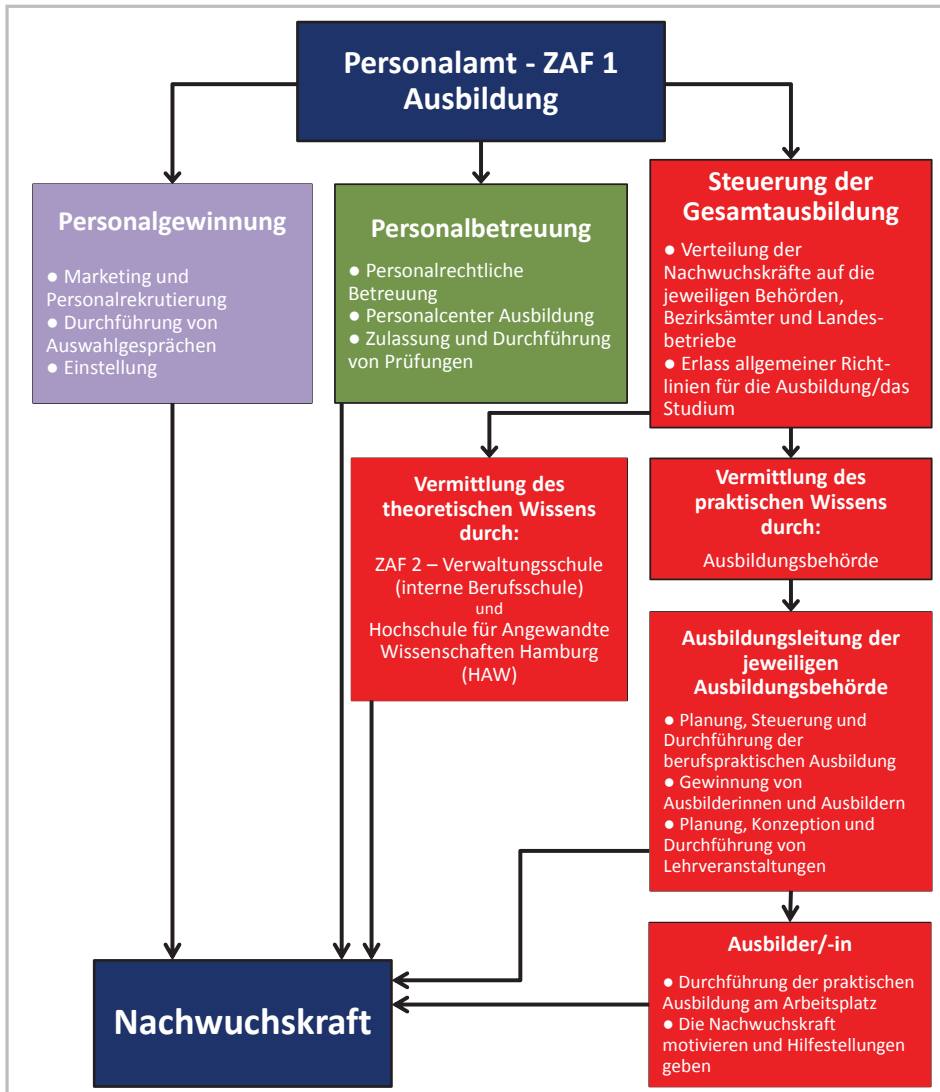 Personalamt - ZAF 1
Ausbildung
Personalgewinnung
● Marketing und
Personalrekrutierung
● Durchführung von
Auswahlgesprächen
● Einstellung
Personalbetreuung
● Personalrechtliche
Betreuung
● Personalcenter Ausbildung
● Zulassung und Durchführung
von Prüfungen
Steuerung der
Gesamtausbildung
● Verteilung der
Nachwuchskräfte auf die
jeweiligen Behörden,
Bezirksämter und Landes-
betriebe
● Erlass allgemeiner Richt-
linien für die Ausbildung/das
Studium
Vermittlung des
theoretischen Wissens
durch:
ZAF 2 – Verwaltungsschule
(interne Berufsschule)
und
Hochschule für Angewandte
Wissenschaften Hamburg
(HAW)
Vermittlung des
praktischen Wissens
durch:
Ausbildungsbehörde
Ausbildungsleitung der
jeweiligen
Ausbildungsbehörde
● Planung, Steuerung und
Durchführung der
berufspraktischen Ausbildung
● Gewinnung von
Ausbilderinnen und Ausbildern
● Planung, Konzeption und
Durchführung von
Lehrveranstaltungen
Ausbilder/-in
● Durchführung der praktischen
Ausbildung am Arbeitsplatz
● Die Nachwuchskraft
motivieren und Hilfestellungen
geben
Nachwuchskraft